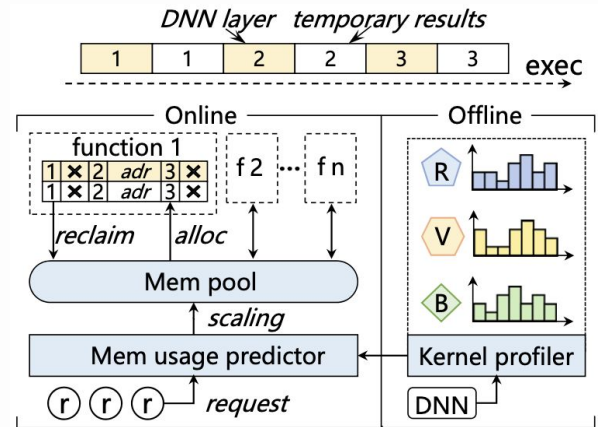 DNN layer temporary results
1 1 2 2 3 3
exec
Online Offline
function 1
1 × 2 adr 3 ×
1 × 2 adr 3 ×
f 2 ... f n
R
reclaim alloc
V
Mem pool
B
scaling
Mem usage predictor
Kernel profiler
r r r request
DNN